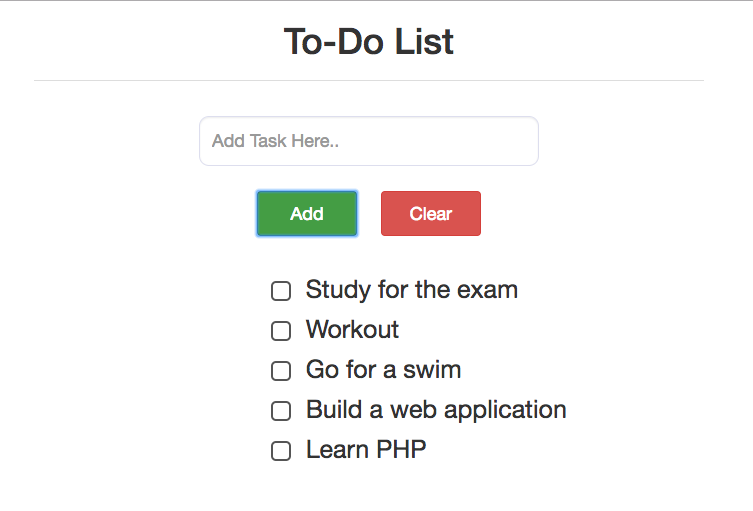 To-Do List
Add Task Here..
Add Clear
Study for the exam
Workout
Go for a swim
Build a web application
Learn PHP